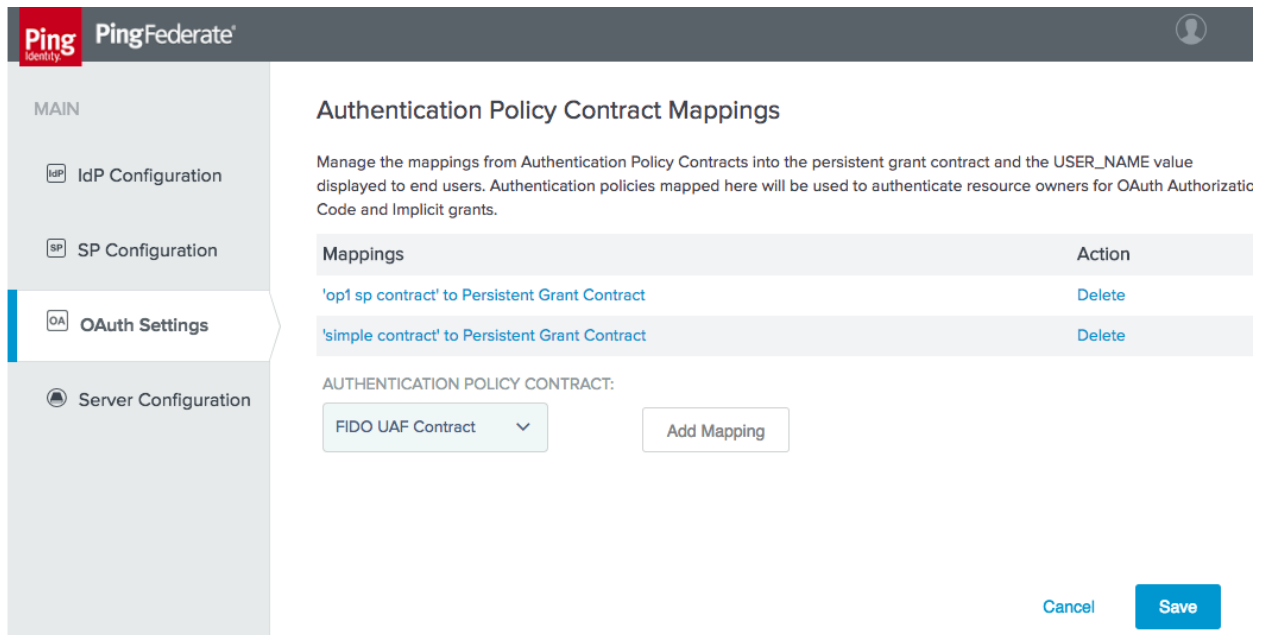 Ping
Identity.
PingFederate®
MAIN
IdP
IdP Configuration
SP
SP Configuration
OA
OAuth Settings
Server Configuration
Authentication Policy Contract Mappings
Manage the mappings from Authentication Policy Contracts into the persistent grant contract and the USER_NAME value
displayed to end users. Authentication policies mapped here will be used to authenticate resource owners for OAuth Authorizatio
Code and Implicit grants.
Mappings Action
'op1 sp contract' to Persistent Grant Contract Delete
'simple contract' to Persistent Grant Contract Delete
AUTHENTICATION POLICY CONTRACT:
FIDO UAF Contract Add Mapping
Cancel Save